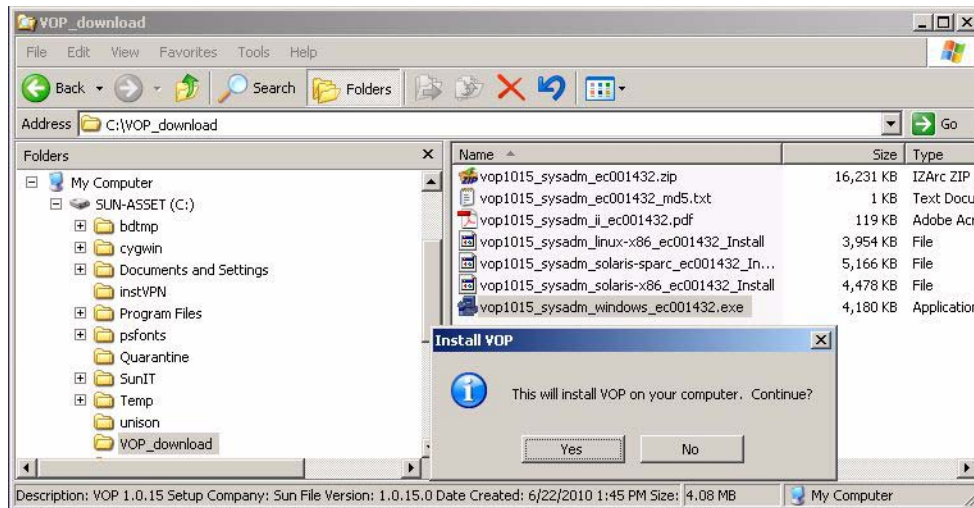 VOP_download
File Edit View Favorites Tools Help
Back Search Folders
Address C:\VOP_download Go
Folders Name Size Type
My Computer
SUN-ASSET (C:)
bdtmp
cygwin
Documents and Settings
instVPN
Program Files
psfonts
Quarantine
SunIT
Temp
unison
VOP_download
vop1015_sysadm_ec001432.zip 16,231 KB IZArc ZIP
vop1015_sysadm_ec001432_md5.txt 1 KB Text Docu
vop1015_sysadm_ii_ec001432.pdf 119 KB Adobe Acr
vop1015_sysadm_linux-x86_ec001432_Install 3,954 KB File
vop1015_sysadm_solaris-sparc_ec001432_In... 5,166 KB File
vop1015_sysadm_solaris-x86_ec001432_Install 4,478 KB File
vop1015_sysadm_windows_ec001432.exe 4,180 KB Application
Install VOP
This will install VOP on your computer. Continue?
Yes No
Description: VOP 1.0.15 Setup Company: Sun File Version: 1.0.15.0 Date Created: 6/22/2010 1:45 PM Size: 4.08 MB My Computer